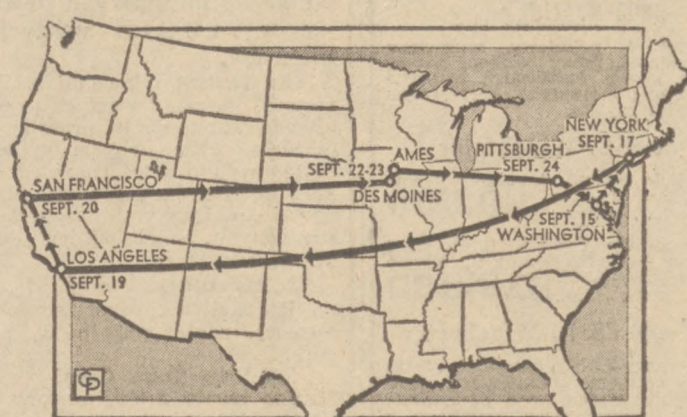 NEW YORK
SEPT. 17
AMES
PITTSBURGH
SEPT. 24
SEPT. 22-23
DES MOINES
SAN FRANCISCO
SEPT. 20
SEPT. 15
WASHINGTON
LOS ANGELES
SEPT. 19
CP